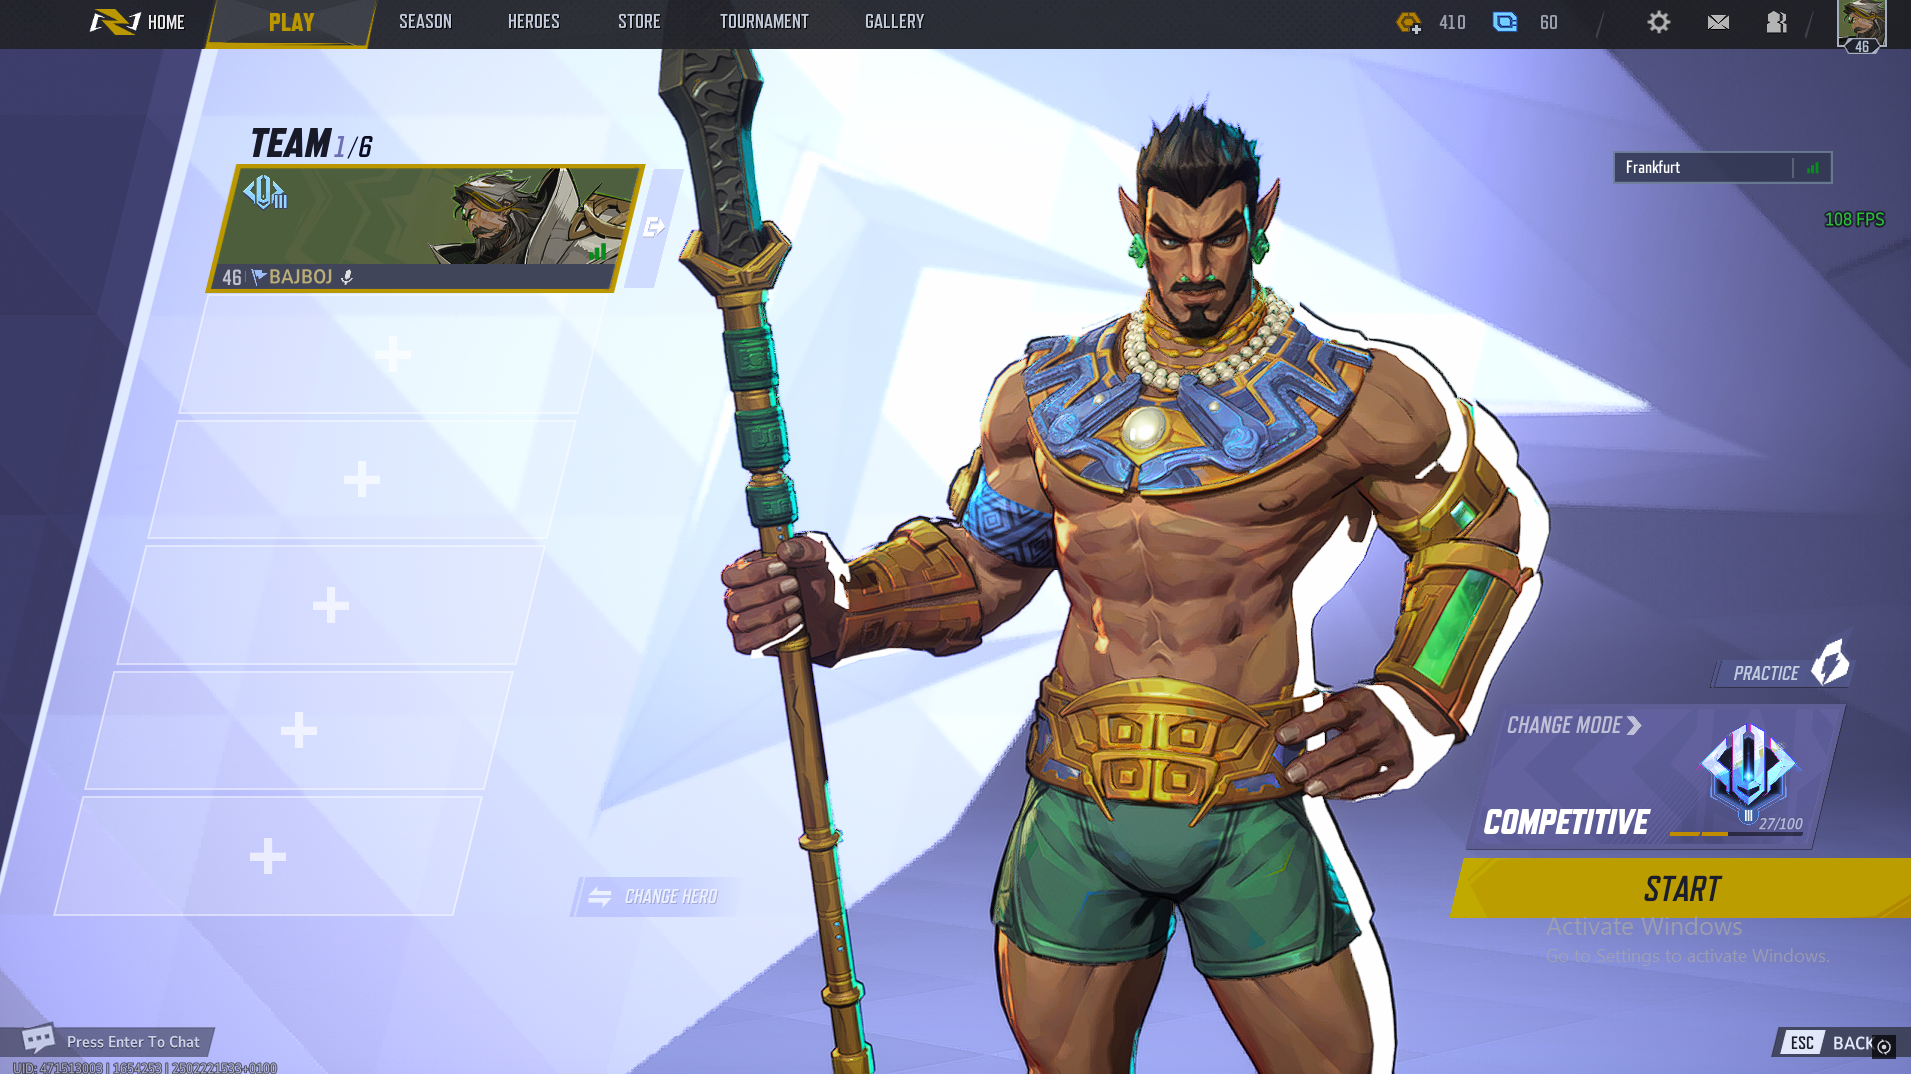 HOME
PLAY
SEASON
HEROES
STORE
TOURNAMENT
GALLERY
410
60
46
TEAM 1/6
Frankfurt
108 FPS
III
46 BAJBOJ
PRACTICE
CHANGE MODE
COMPETITIVE
III
27/100
CHANGE HERO
START
Activate Windows
Go to Settings to activate Windows.
Press Enter To Chat
ESC BACK
UID: 471513003 | 1654253 | 2502221533+0100